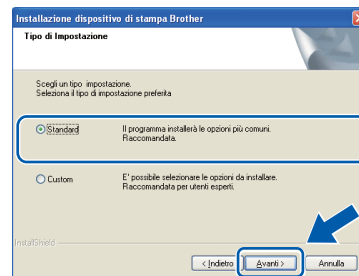 Installazione dispositivo di stampa Brother
Tipo di Impostazione
Scegli un tipo impostazione.
Seleziona il tipo di impostazione preferita
Standard
Il programma installerà le opzioni più comuni.
Raccomandata.
Custom
E' possibile selezionare le opzioni da installare.
Raccomandata per utenti esperti.
InstallShield
< Indietro
Avanti >
Annulla